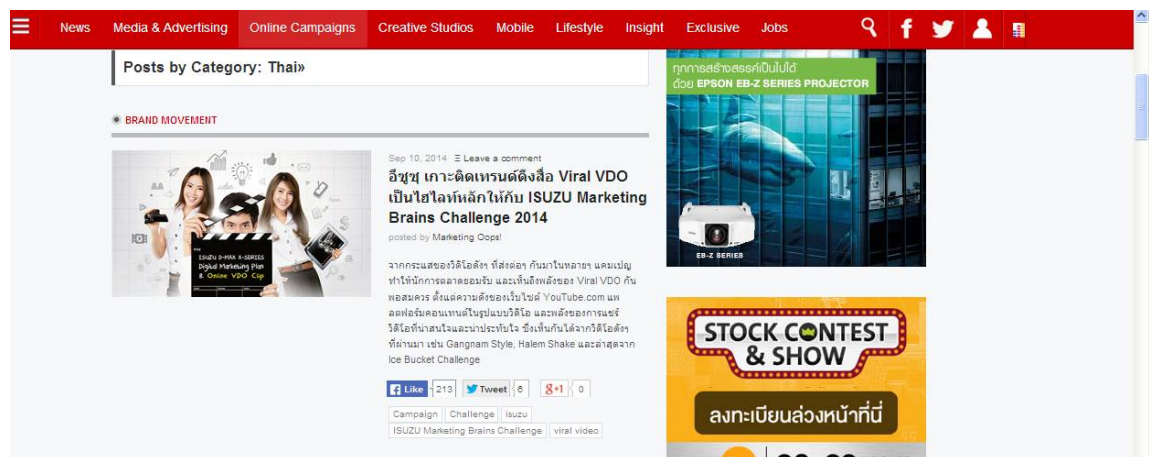 News Media & Advertising Online Campaigns Creative Studios Mobile Lifestyle Insight Exclusive Jobs
Posts by Category: Thai»
BRAND MOVEMENT
Sep 10, 2014 Leave a comment
อีซูซุ เกาะติดเทรนด์ดึงสื่อ Viral VDO
เป็นไฮไลท์หลักให้กับ ISUZU Marketing
Brains Challenge 2014
posted by Marketing Oops!
จากกระแสของวิดีโอดังๆ ที่ส่งต่อๆ กันมาในหลายๆ แคมเปญ
ทำให้นักการตลาดยอมรับ และเห็นถึงพลังของ Viral VDO กัน
พอสมควร ตั้งแต่ความดังของเว็บไซต์ YouTube.com แพ
ลตฟอร์มคอนเทนต์ในรูปแบบวิดีโอ และพลังของการแชร์
วิดีโอที่น่าสนใจและน่าประทับใจ ซึ่งเห็นกันได้จากวิดีโอดังๆ
ที่ผ่านมา เช่น Gangnam Style, Halem Shake และล่าสุดจาก
Ice Bucket Challenge
Like 213 Tweet 6 g+1 0
Campaign Challenge isuzu
ISUZU Marketing Brains Challenge viral video
ISUZU D-MAX X-SERIES
Digital Marketing Plan
& Online VDO Clip
ทุกการสร้างสรรค์เป็นไปได้
ด้วย EPSON EB-Z SERIES PROJECTOR
EB-Z SERIES
STOCK CONTEST
& SHOW
ลงทะเบียนล่วงหน้าที่นี่